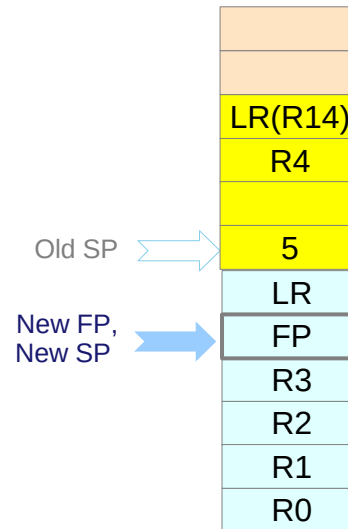 LR(R14)
R4
Old SP
5
LR
New FP,
New SP
FP
R3
R2
R1
R0